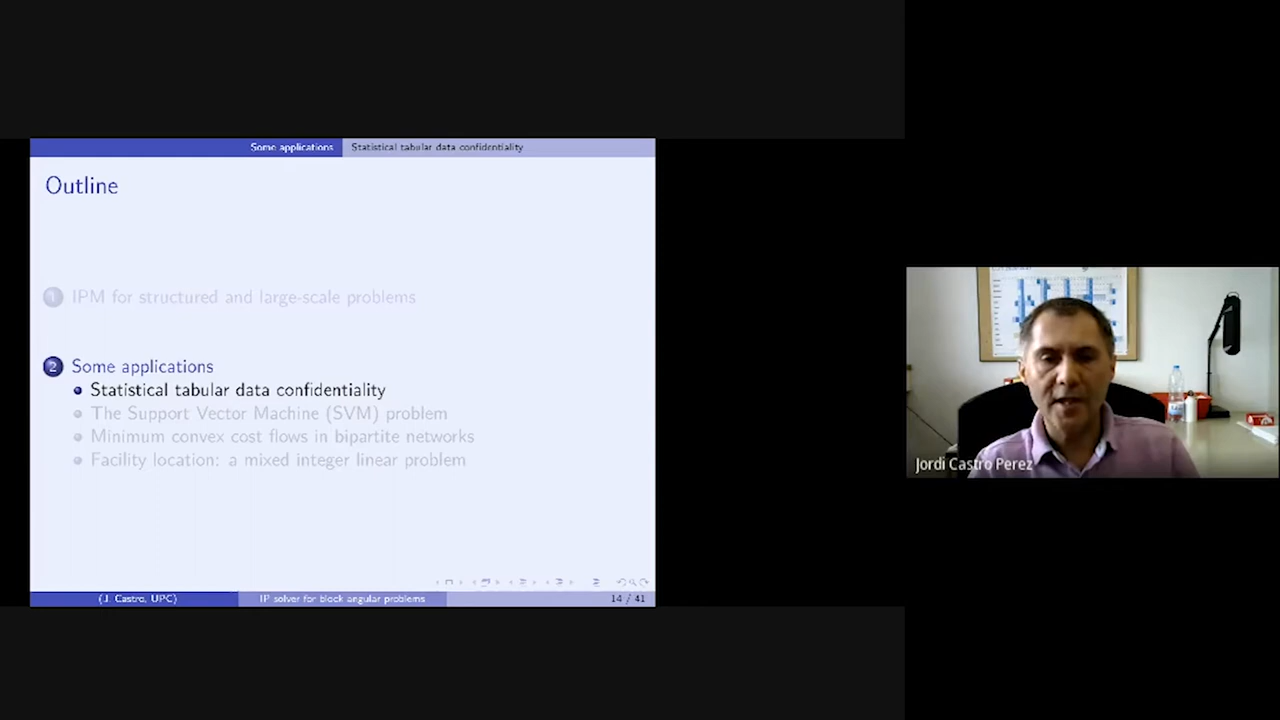 Some applications Statistical tabular data confidentiality
Outline
1 IPM for structured and large-scale problems
2 Some applications
Statistical tabular data confidentiality
The Support Vector Machine (SVM) problem
Minimum convex cost flows in bipartite networks
Facility location: a mixed integer linear problem
(J. Castro, UPC) IP solver for block angular problems 14 / 41
Jordi Castro Perez